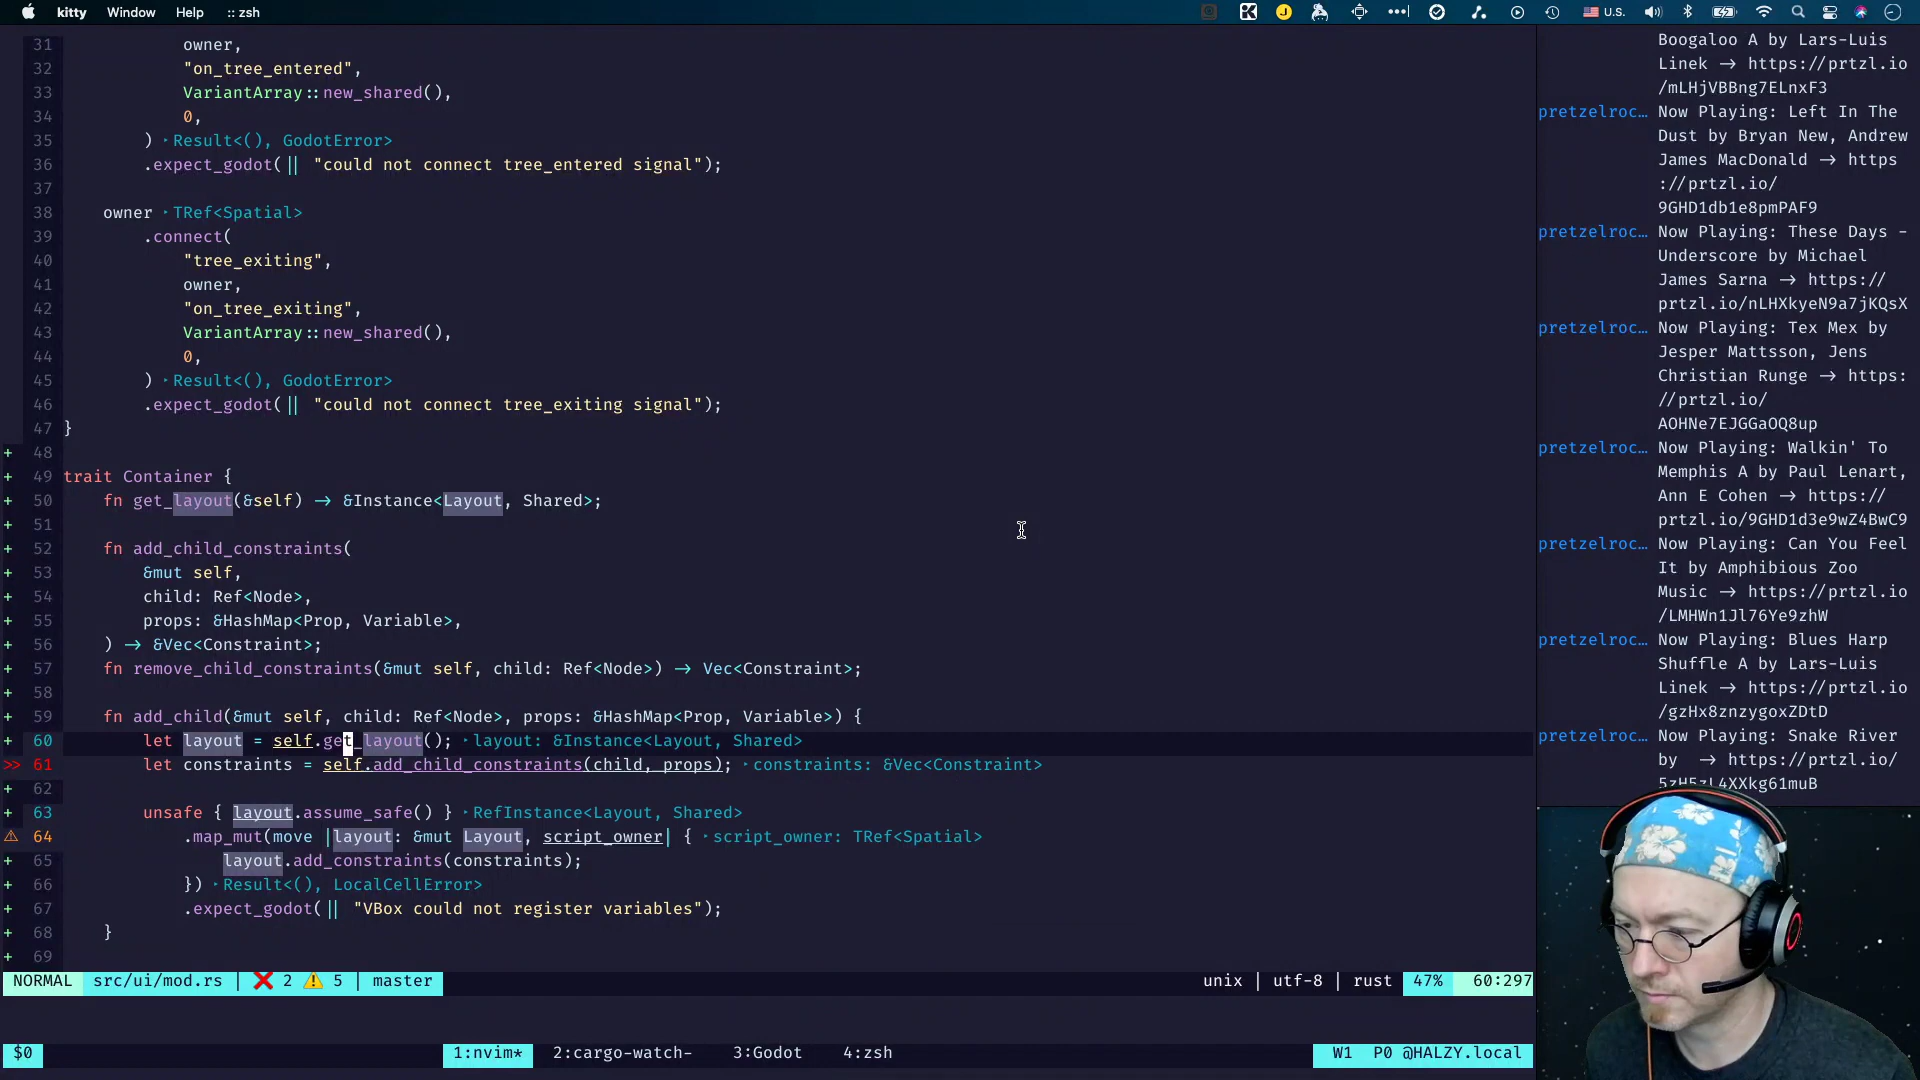 kitty Window Help :: zsh U.S.
31 owner,
32 "on_tree_entered",
33 VariantArray::new_shared(),
34 0,
35 ) ‣ Result<(), GodotError>
36 .expect_godot(|| "could not connect tree_entered signal");
37
38 owner ‣ TRef<Spatial>
39 .connect(
40 "tree_exiting",
41 owner,
42 "on_tree_exiting",
43 VariantArray::new_shared(),
44 0,
45 ) ‣ Result<(), GodotError>
46 .expect_godot(|| "could not connect tree_exiting signal");
47 }
+ 48
+ 49 trait Container {
+ 50 fn get_layout(&self) → &Instance<Layout, Shared>;
+ 51
+ 52 fn add_child_constraints(
+ 53 &mut self,
+ 54 child: Ref<Node>,
+ 55 props: &HashMap<Prop, Variable>,
+ 56 ) → &Vec<Constraint>;
+ 57 fn remove_child_constraints(&mut self, child: Ref<Node>) → Vec<Constraint>;
+ 58
+ 59 fn add_child(&mut self, child: Ref<Node>, props: &HashMap<Prop, Variable>) {
+ 60 let layout = self.get_layout(); ‣ layout: &Instance<Layout, Shared>
>> 61 let constraints = self.add_child_constraints(child, props); ‣ constraints: &Vec<Constraint>
+ 62
+ 63 unsafe { layout.assume_safe() } ‣ RefInstance<Layout, Shared>
⚠ 64 .map_mut(move |layout: &mut Layout, script_owner| { ‣ script_owner: TRef<Spatial>
+ 65 layout.add_constraints(constraints);
+ 66 }) ‣ Result<(), LocalCellError>
+ 67 .expect_godot(|| "VBox could not register variables");
+ 68 }
+ 69
NORMAL src/ui/mod.rs | ❌ 2 ⚠ 5 | master unix | utf-8 | rust 47% 60:297
$0 1:nvim* 2:cargo-watch- 3:Godot 4:zsh W1 P0 @HALZY.local
Boogaloo A by Lars-Luis
Linek → https://prtzl.io
/mLHjVBBng7ELnxF3
pretzelroc… Now Playing: Left In The
Dust by Bryan New, Andrew
James MacDonald → https
://prtzl.io/
9GHD1db1e8pmPAF9
pretzelroc… Now Playing: These Days -
Underscore by Michael
James Sarna → https://
prtzl.io/nLHXkyeN9a7jKQsX
pretzelroc… Now Playing: Tex Mex by
Jesper Mattsson, Jens
Christian Runge → https:
//prtzl.io/
AOHNe7EJGGaOQ8up
pretzelroc… Now Playing: Walkin' To
Memphis A by Paul Lenart,
Ann E Cohen → https://
prtzl.io/9GHD1d3e9wZ4BwC9
pretzelroc… Now Playing: Can You Feel
It by Amphibious Zoo
Music → https://prtzl.io
/LMHWn1Jl76Ye9zhW
pretzelroc… Now Playing: Blues Harp
Shuffle A by Lars-Luis
Linek → https://prtzl.io
/gzHx8znzygoxZDtD
pretzelroc… Now Playing: Snake River
by → https://prtzl.io/
5zH5zL4XXkg61muB